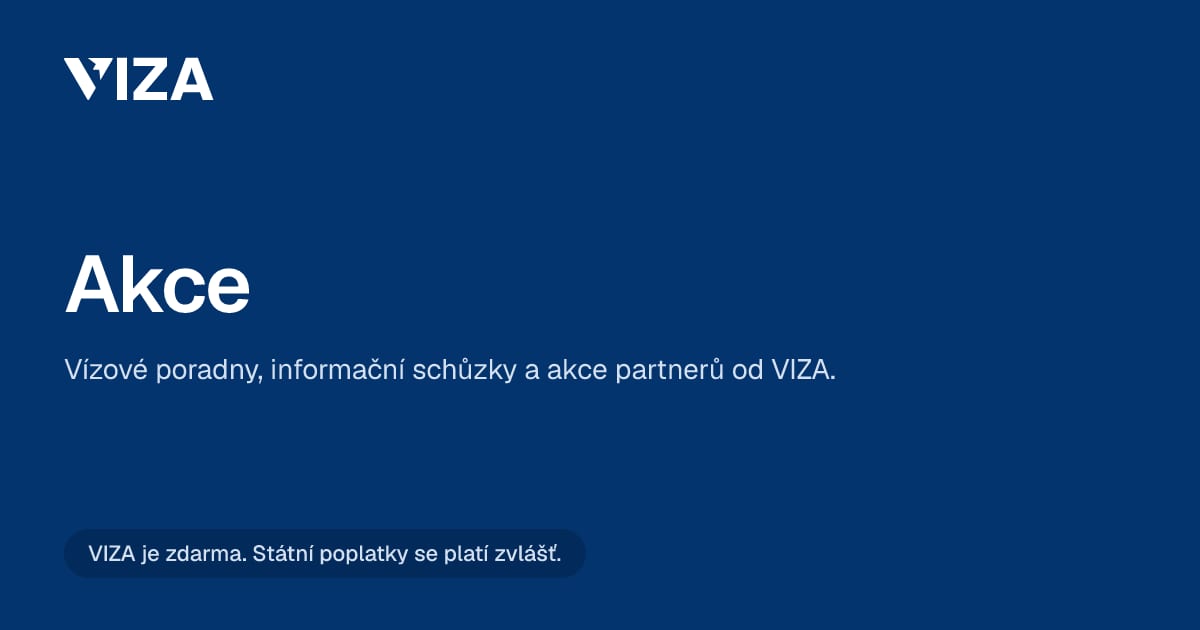 VIZA
Akce
Vízové poradny, informační schůzky a akce partnerů od VIZA.
VIZA je zdarma. Státní poplatky se platí zvlášť.